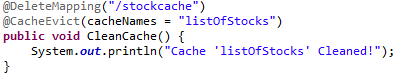 @DeleteMapping("/stockcache")
@CacheEvict(cacheNames = "listOfStocks")
public void CleanCache() {
    System.out.println("Cache 'listOfStocks' Cleaned!");
}